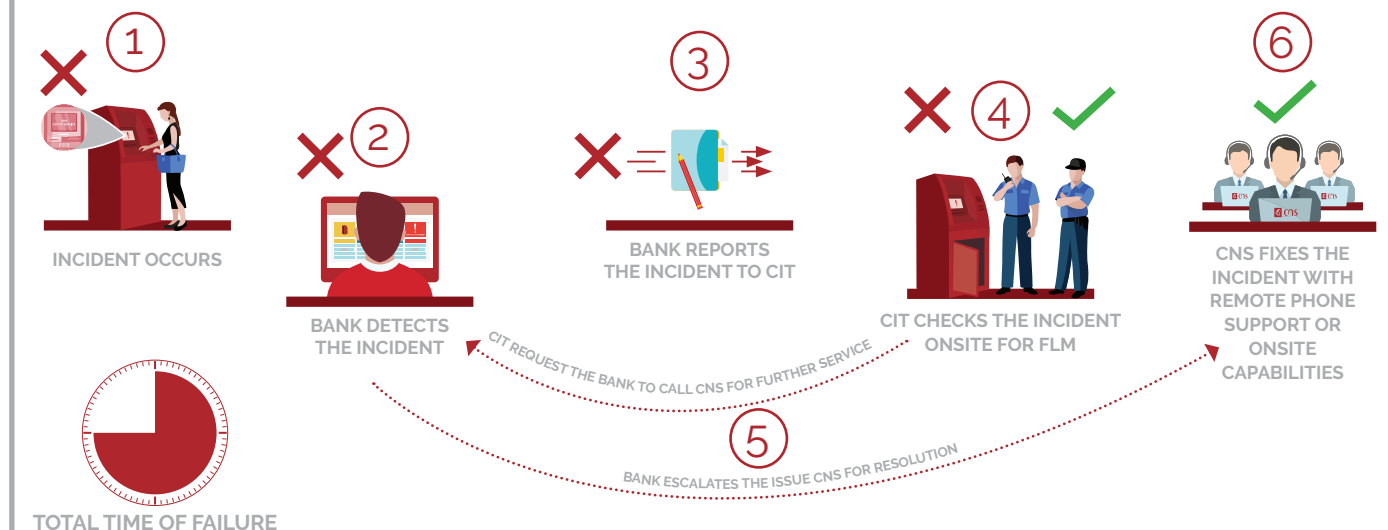 1
INCIDENT OCCURS
2
BANK DETECTS
THE INCIDENT
3
BANK REPORTS
THE INCIDENT TO CIT
4
CIT CHECKS THE INCIDENT
ONSITE FOR FLM
CIT REQUEST THE BANK TO CALL CNS FOR FURTHER SERVICE
5
BANK ESCALATES THE ISSUE CNS FOR RESOLUTION
6
cns
cns
cns
CNS FIXES THE
INCIDENT WITH
REMOTE PHONE
SUPPORT OR
ONSITE
CAPABILITIES
TOTAL TIME OF FAILURE